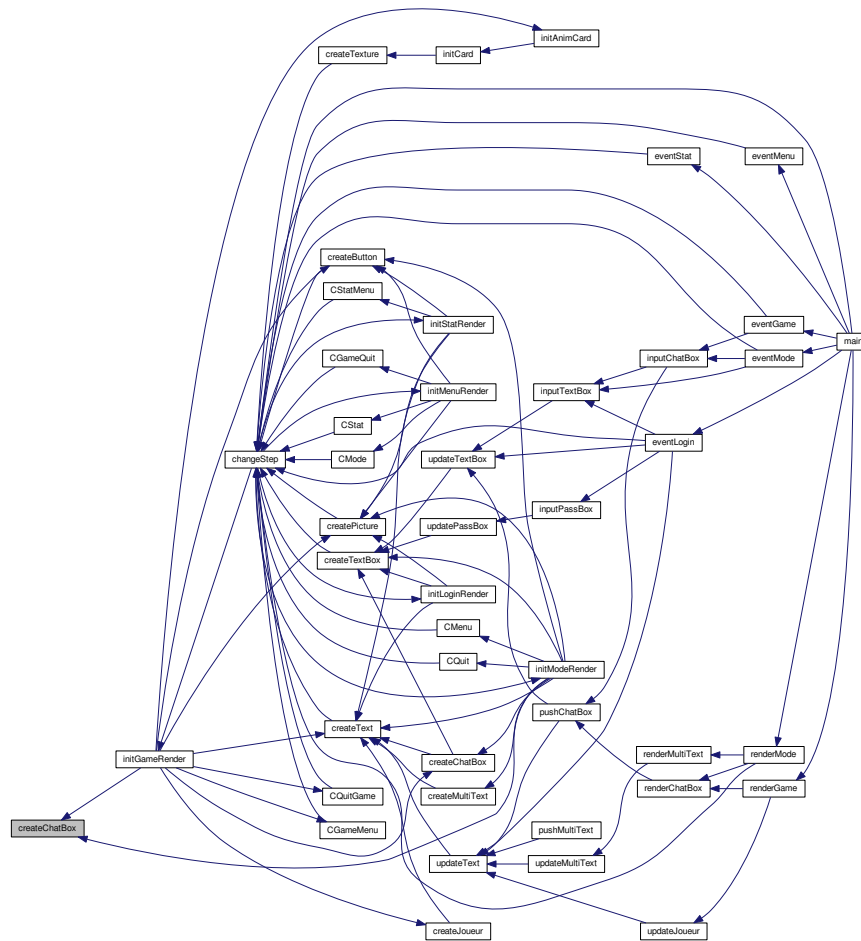 initAnimCard
createTexture
initCard
eventStat
eventMenu
createButton
CStatMenu
initStatRender
eventGame
main
CGameQuit
inputChatBox
eventMode
initMenuRender
inputTextBox
CStat
eventLogin
changeStep
CMode
updateTextBox
inputPassBox
createPicture
updatePassBox
createTextBox
initLoginRender
CMenu
CQuit
initModeRender
pushChatBox
createText
initGameRender
renderMultiText
renderMode
createChatBox
renderChatBox
renderGame
CQuitGame
createMultiText
createChatBox
CGameMenu
pushMultiText
updateText
updateMultiText
createJoueur
updateJoueur